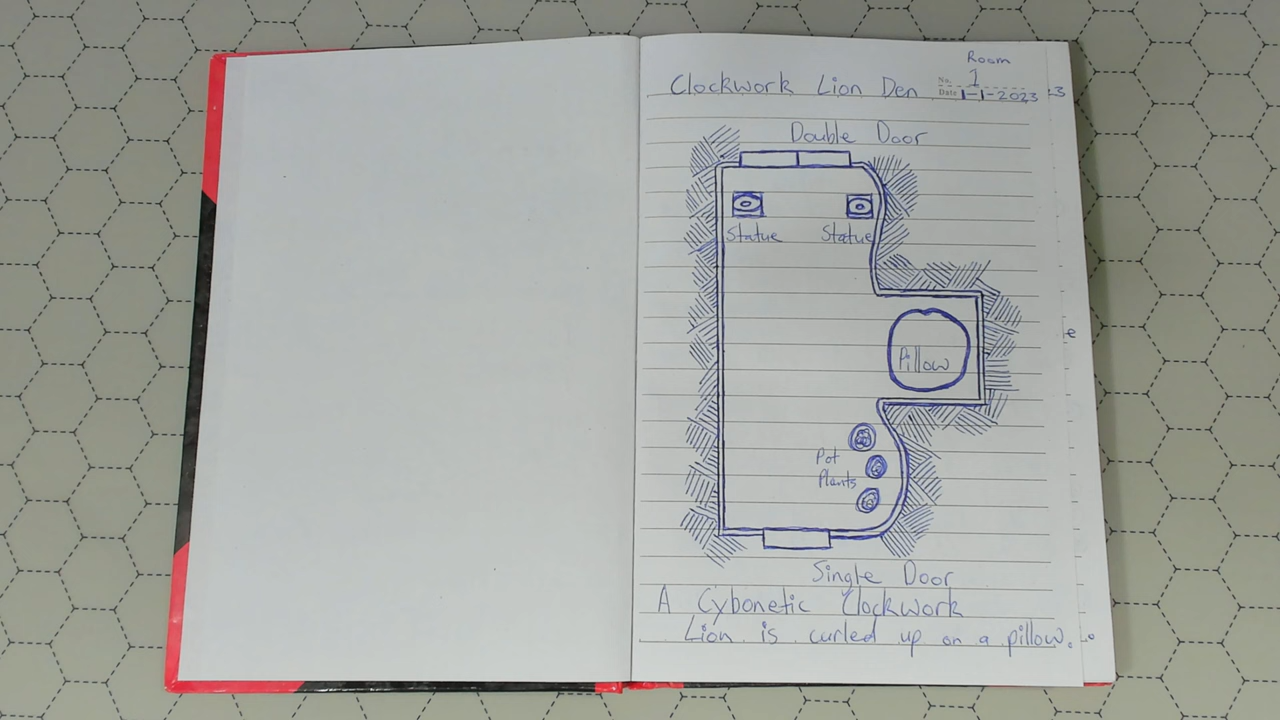 Room
Clockwork Lion Den
No. 1
Date 1-1-2023
3
Double Door
Statue
Statue
e
Pillow
Pot
Plants
Single Door
A Cybonetic Clockwork
Lion is curled up on a pillow.